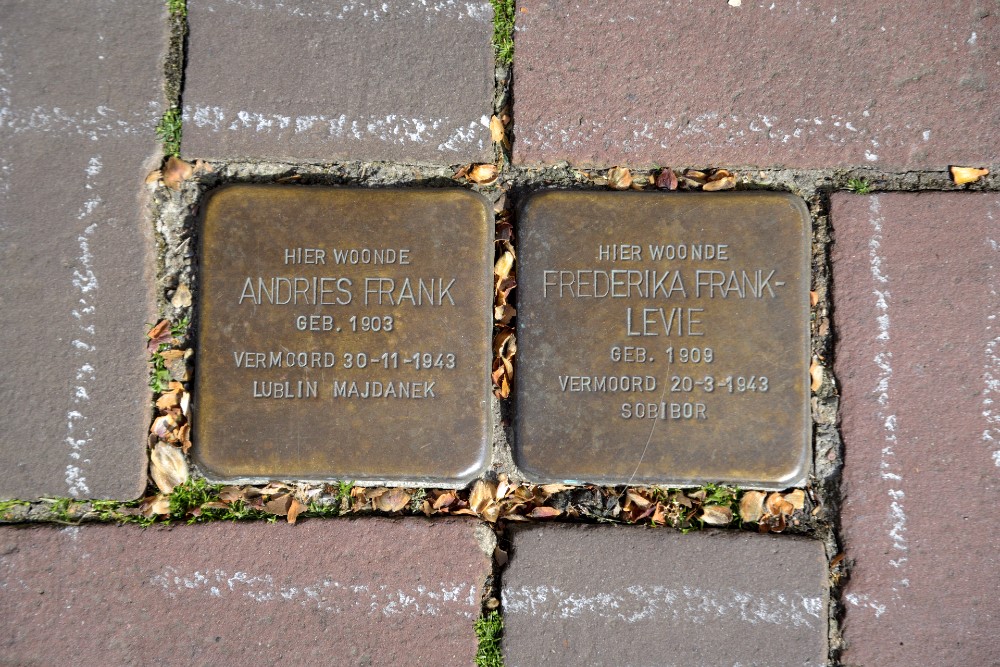 HIER WOONDE
ANDRIES FRANK
GEB. 1903
VERMOORD 30-11-1943
LUBLIN MAJDANEK
HIER WOONDE
FREDERIKA FRANK-
LEVIE
GEB. 1909
VERMOORD 20-3-1943
SOBIBOR